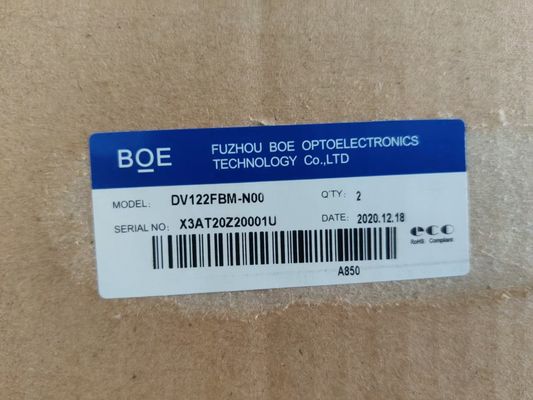 BOE
FUZHOU BOE OPTOELECTRONICS
TECHNOLOGY Co.,LTD
MODEL: DV122FBM-N00 Q'TY: 2
SERIAL NO: X3AT20Z20001U DATE: 2020.12.18
eco
RoHS Compliant
A850